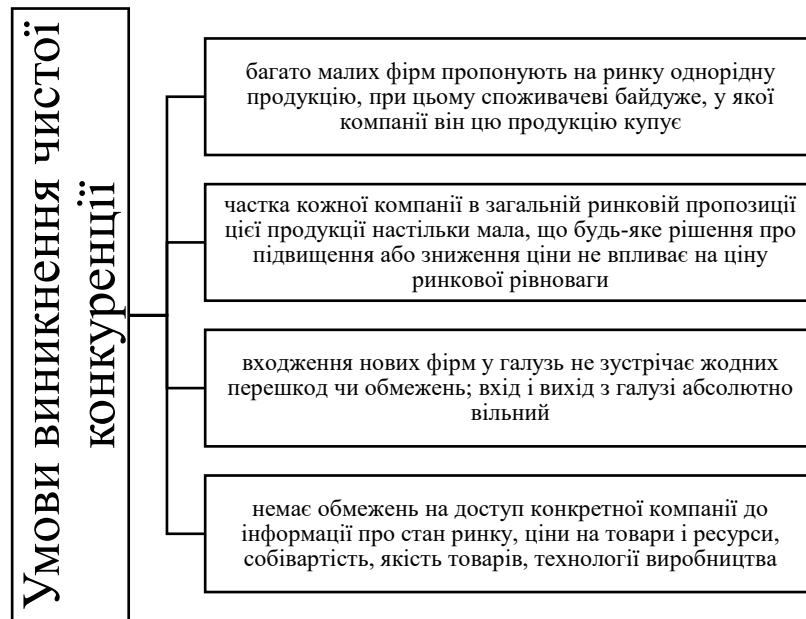 Умови виникнення чистої
конкуренції
багато малих фірм пропонують на ринку однорідну
продукцію, при цьому споживачеві байдуже, у якої
компанії він цю продукцію купує
частка кожної компанії в загальній ринковій пропозиції
цієї продукції настільки мала, що будь-яке рішення про
підвищення або зниження ціни не впливає на ціну
ринкової рівноваги
входження нових фірм у галузь не зустрічає жодних
перешкод чи обмежень; вхід і вихід з галузі абсолютно
вільний
немає обмежень на доступ конкретної компанії до
інформації про стан ринку, ціни на товари і ресурси,
собівартість, якість товарів, технології виробництва